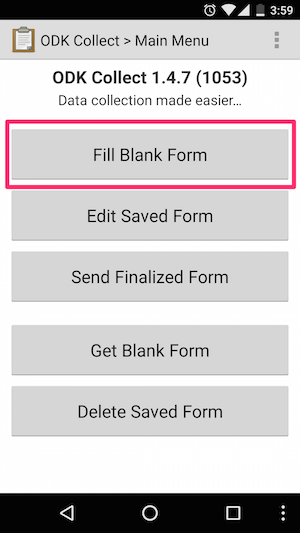 3:59
ODK Collect > Main Menu
ODK Collect 1.4.7 (1053)
Data collection made easier...
Fill Blank Form
Edit Saved Form
Send Finalized Form
Get Blank Form
Delete Saved Form